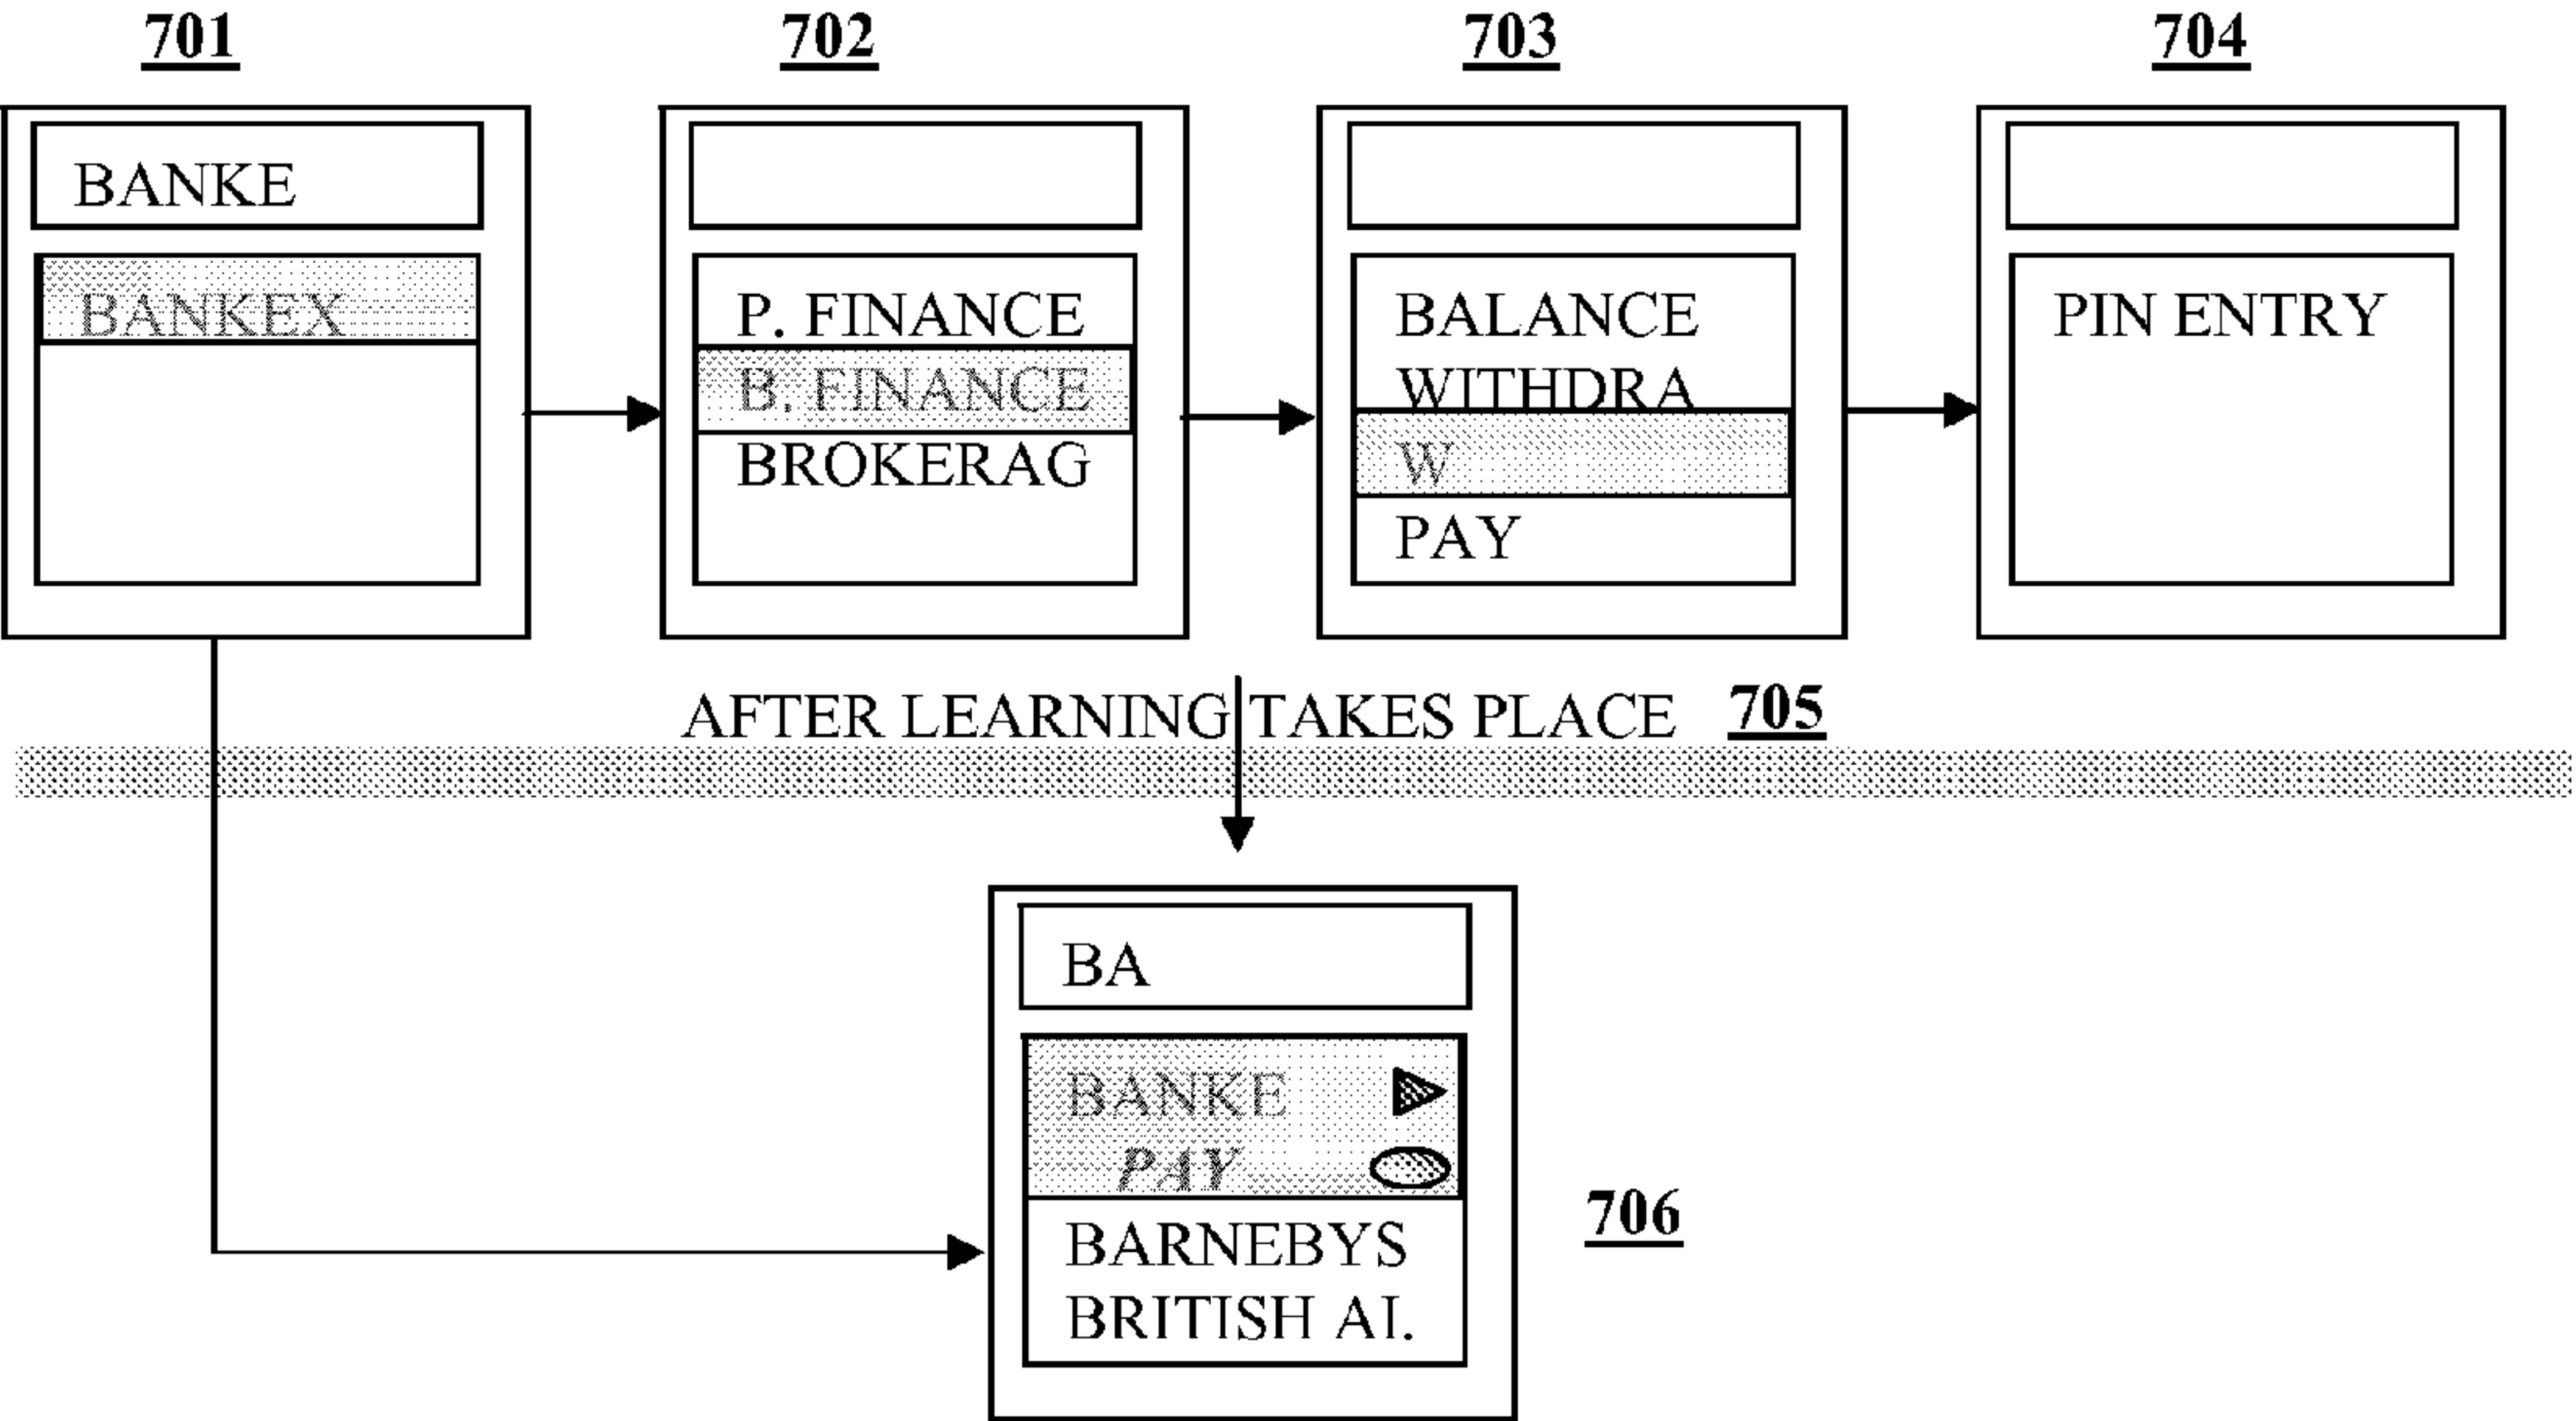 701
702
703
704
BANKE
BANKEX
P. FINANCE
B. FINANCE
BROKERAG
BALANCE
WITHDRA
W
PAY
PIN ENTRY
AFTER LEARNING TAKES PLACE 705
BA
BANKE
PAY
BARNEBYS
BRITISH AI.
706